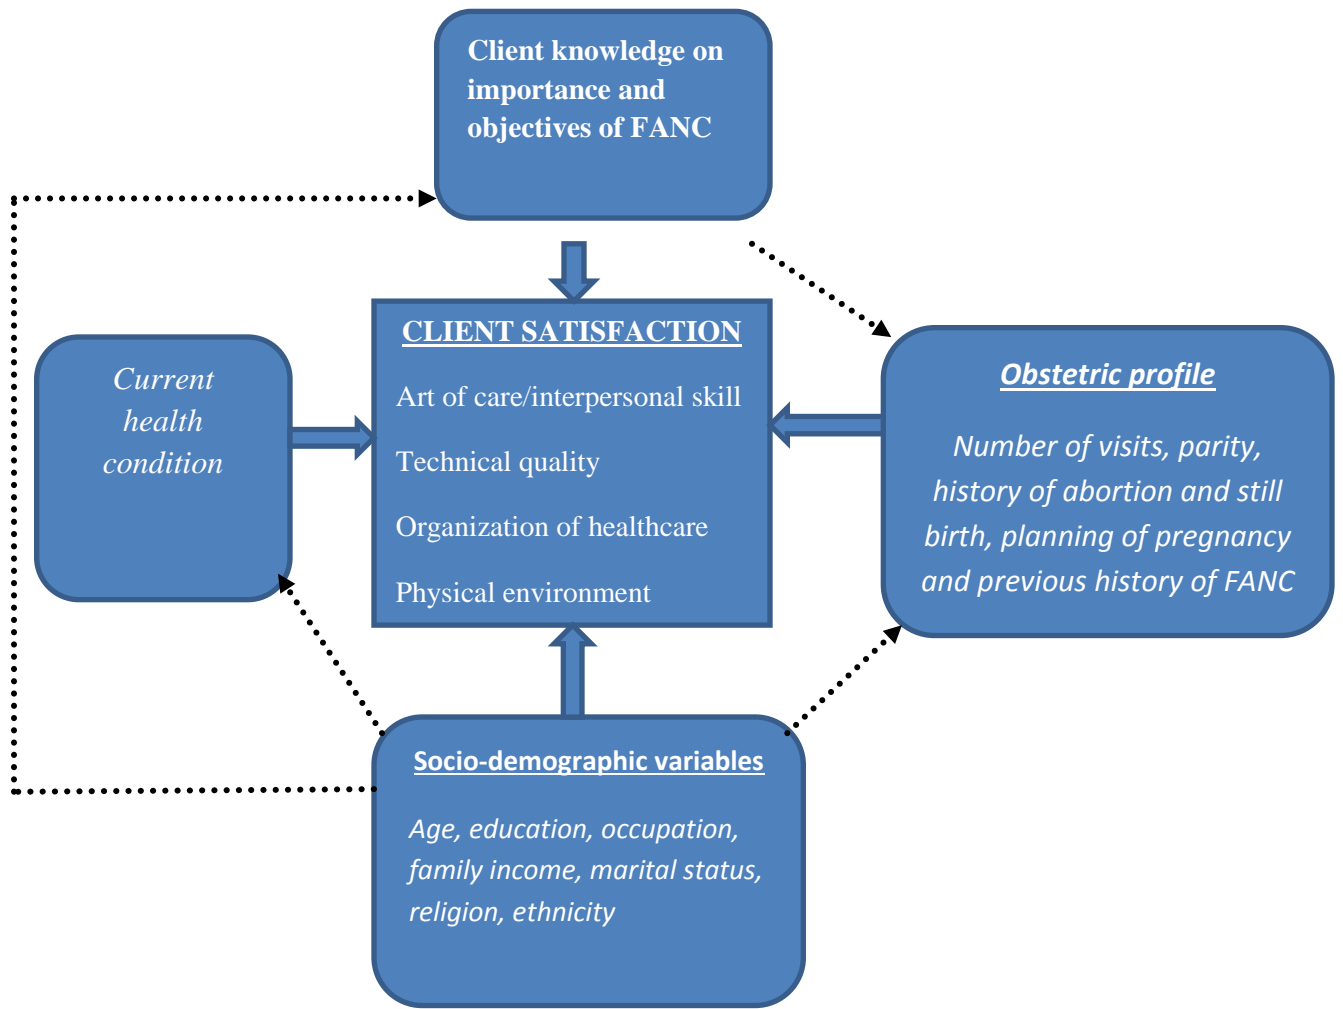 Client knowledge on
importance and
objectives of FANC
CLIENT SATISFACTION
Art of care/interpersonal skill
Technical quality
Organization of healthcare
Physical environment
Current
health
condition
Obstetric profile
Number of visits, parity,
history of abortion and still
birth, planning of pregnancy
and previous history of FANC
Socio-demographic variables
Age, education, occupation,
family income, marital status,
religion, ethnicity